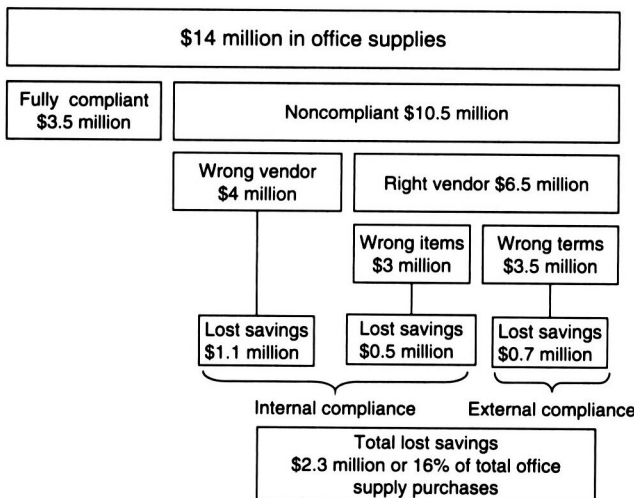 $14 million in office supplies
Fully compliant
$3.5 million
Noncompliant $10.5 million
Wrong vendor
$4 million
Right vendor $6.5 million
Wrong items
$3 million
Wrong terms
$3.5 million
Lost savings
$1.1 million
Lost savings
$0.5 million
Lost savings
$0.7 million
Internal compliance
External compliance
Total lost savings
$2.3 million or 16% of total office
supply purchases